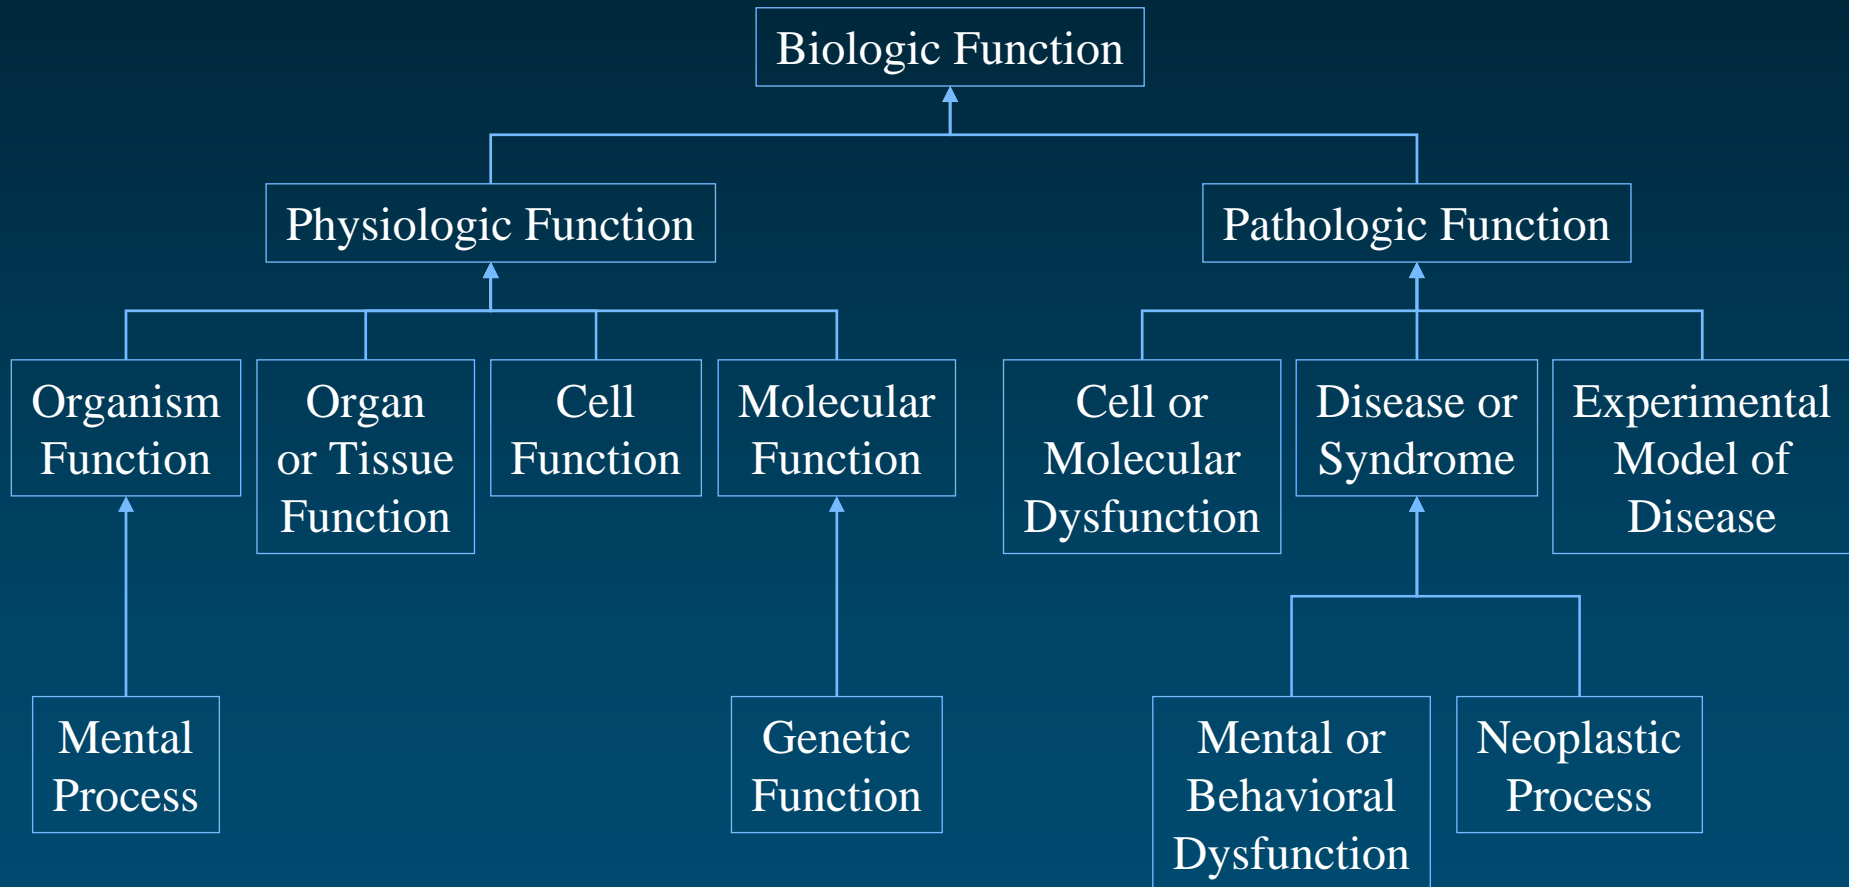 Biologic Function
Physiologic Function
Pathologic Function
Organism
Function
Organ
or Tissue
Function
Cell
Function
Molecular
Function
Cell or
Molecular
Dysfunction
Disease or
Syndrome
Experimental
Model of
Disease
Mental
Process
Genetic
Function
Mental or
Behavioral
Dysfunction
Neoplastic
Process